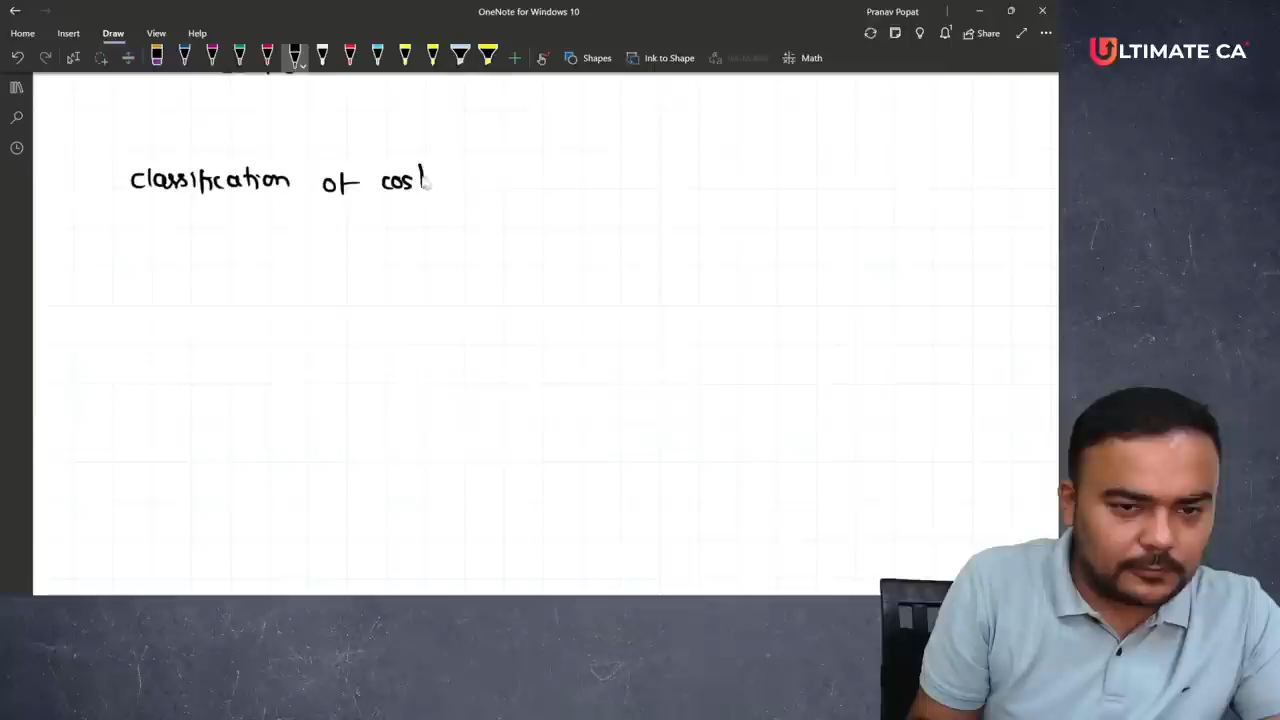 OneNote for Windows 10
Pranav Popat
Home Insert Draw View Help
Share
Shapes
Ink to Shape
Math
ULTIMATE CA
classification of cost